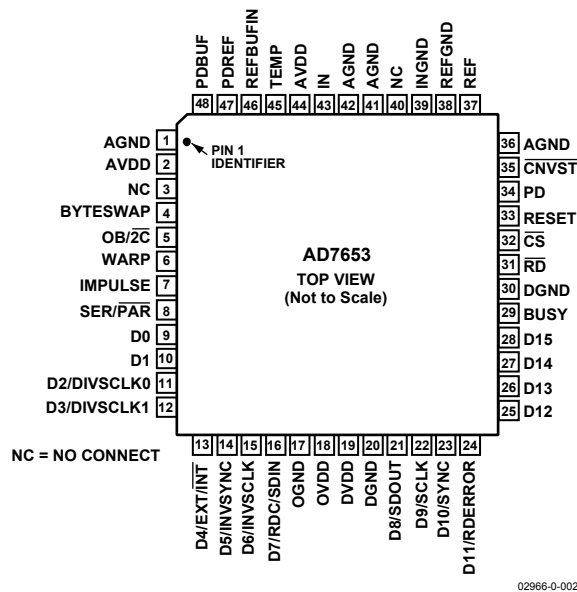 PDBUF
PDREF
REFBUFIN
TEMP
AVDD
IN
AGND
AGND
NC
INGND
REFGND
REF
48 47 46 45 44 43 42 41 40 39 38 37
AGND 1
AVDD 2
NC 3
BYTESWAP 4
OB/2C̅ 5
WARP 6
IMPULSE 7
SER/P̅A̅R̅ 8
D0 9
D1 10
D2/DIVSCLK0 11
D3/DIVSCLK1 12
PIN 1
IDENTIFIER
AD7653
TOP VIEW
(Not to Scale)
36 AGND
35 C̅N̅V̅S̅T̅
34 PD
33 RESET
32 C̅S̅
31 R̅D̅
30 DGND
29 BUSY
28 D15
27 D14
26 D13
25 D12
13 14 15 16 17 18 19 20 21 22 23 24
D4/EXT/I̅N̅T̅
D5/INVSYNC
D6/INVSCLK
D7/RDC/SDIN
OGND
OVDD
DVDD
DGND
D8/SDOUT
D9/SCLK
D10/SYNC
D11/RDERROR
NC = NO CONNECT
02966-0-002